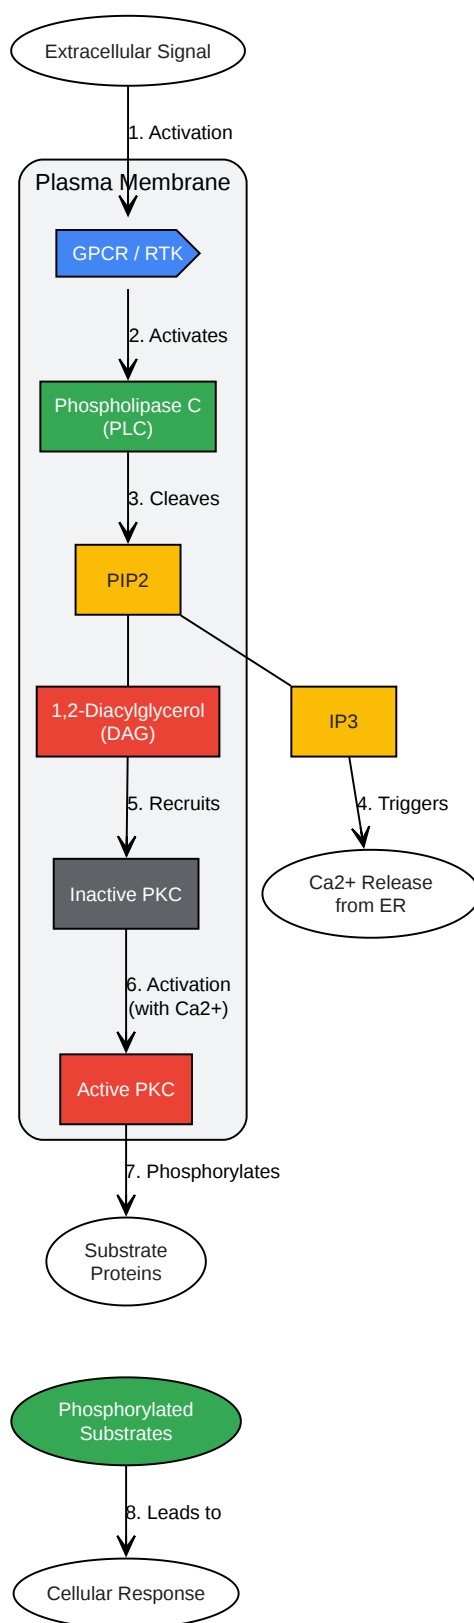 Extracellular Signal
1. Activation
Plasma Membrane
GPCR / RTK
2. Activates
Phospholipase C
(PLC)
3. Cleaves
PIP2
1,2-Diacylglycerol
(DAG)
IP3
5. Recruits
4. Triggers
Inactive PKC
Ca2+ Release
from ER
6. Activation
(with Ca2+)
Active PKC
7. Phosphorylates
Substrate
Proteins
Phosphorylated
Substrates
8. Leads to
Cellular Response